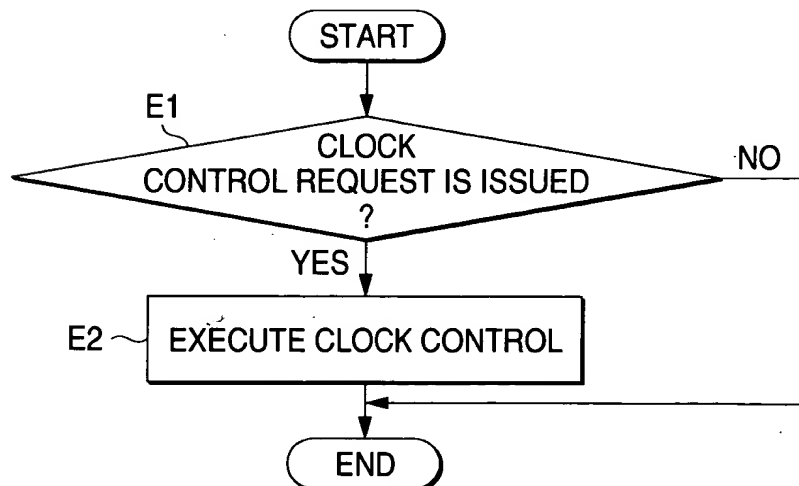 START
E1
CLOCK
CONTROL REQUEST IS ISSUED
?
NO
YES
E2
EXECUTE CLOCK CONTROL
END